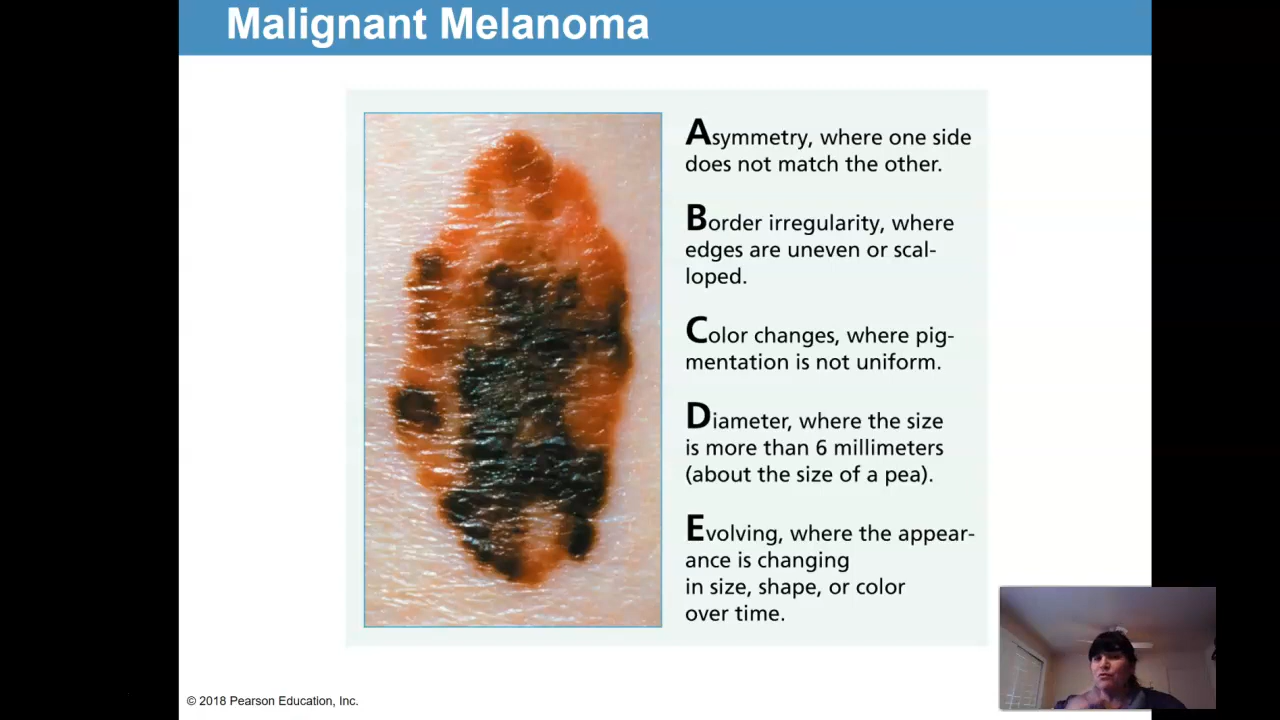 Malignant Melanoma
Asymmetry, where one side
does not match the other.
Border irregularity, where
edges are uneven or scal-
loped.
Color changes, where pig-
mentation is not uniform.
Diameter, where the size
is more than 6 millimeters
(about the size of a pea).
Evolving, where the appear-
ance is changing
in size, shape, or color
over time.
© 2018 Pearson Education, Inc.